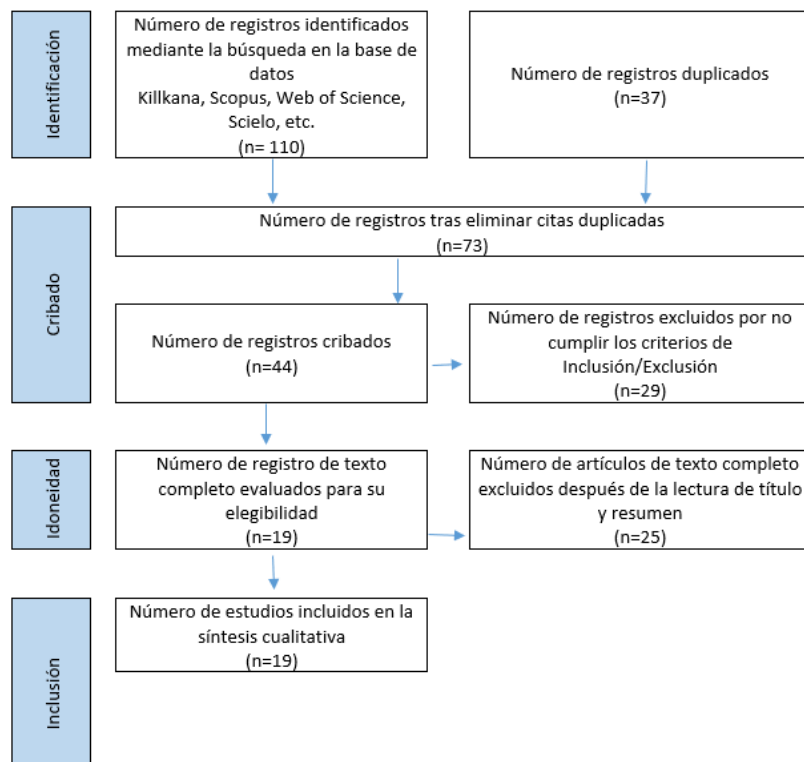 Identificación
Número de registros identificados
mediante la búsqueda en la base de
datos
Killkana, Scopus, Web of Science,
Scielo, etc.
(n= 110)
Número de registros duplicados
(n=37)
Cribado
Número de registros tras eliminar citas duplicadas
(n=73)
Número de registros cribados
(n=44)
Número de registros excluidos por no
cumplir los criterios de
Inclusión/Exclusión
(n=29)
Idoneidad
Número de registro de texto
completo evaluados para su
elegibilidad
(n=19)
Número de artículos de texto completo
excluidos después de la lectura de título
y resumen
(n=25)
Inclusión
Número de estudios incluidos en la
síntesis cualitativa
(n=19)